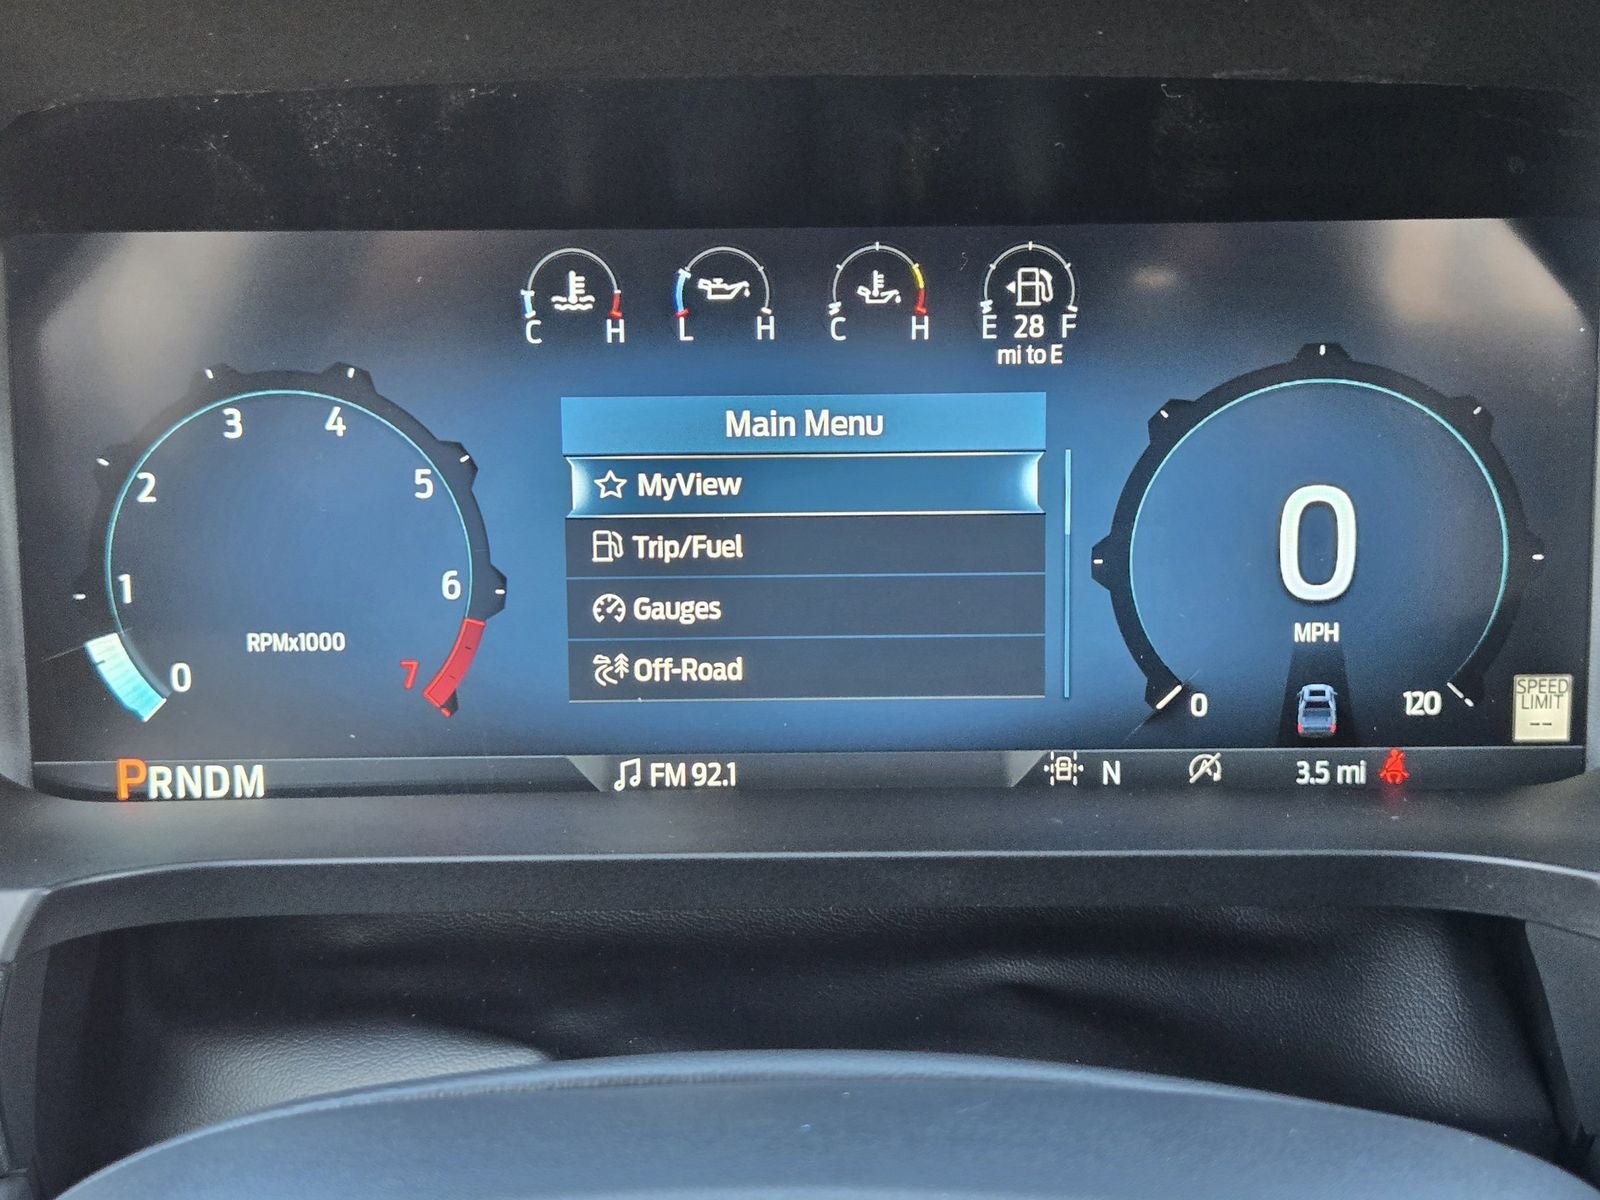 C H
L H
C H
E 28 F
mi to E
Main Menu
MyView
Trip/Fuel
Gauges
Off-Road
0
1
2
3
4
5
6
7
RPMx1000
0
MPH
0
120
SPEED
LIMIT
--
PRNDM
FM 92.1
N
3.5 mi